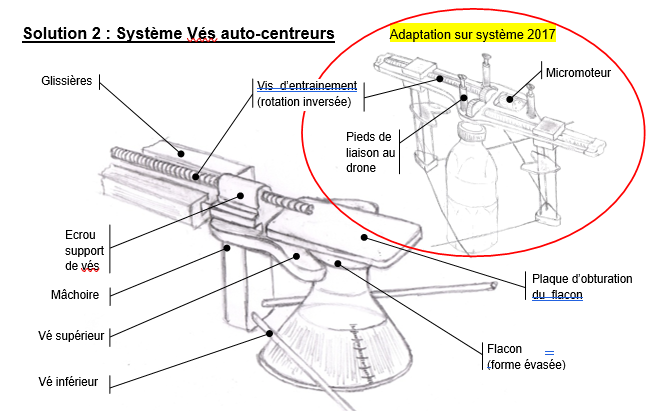 Solution 2 : Système Vés auto-centreurs
Adaptation sur système 2017
Glissières
Vis d'entrainement
(rotation inversée)
Micromoteur
Pieds de
liaison au
drone
Ecrou
support
de vés
Mâchoire
Vé supérieur
Vé inférieur
Plaque d'obturation
du flacon
Flacon
(forme évasée)